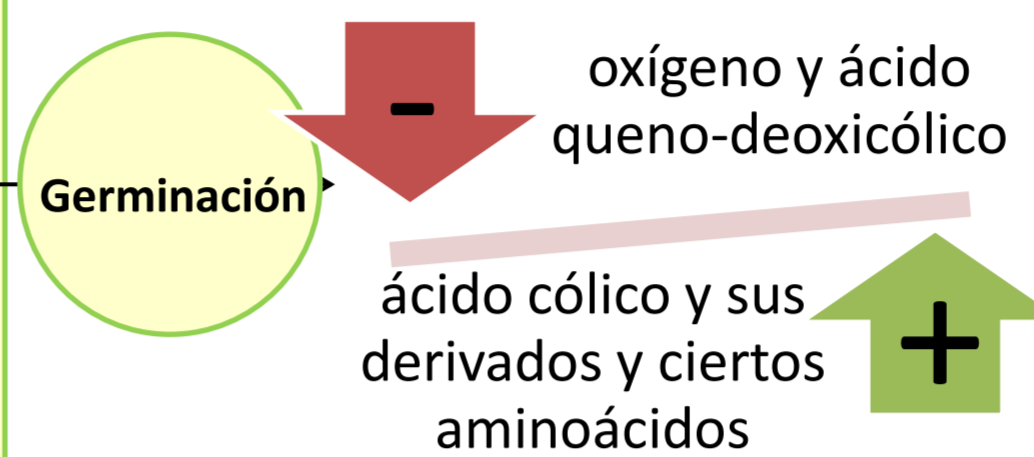 Germinación
-
oxígeno y ácido
queno-deoxicólico
ácido cólico y sus
derivados y ciertos
aminoácidos
+